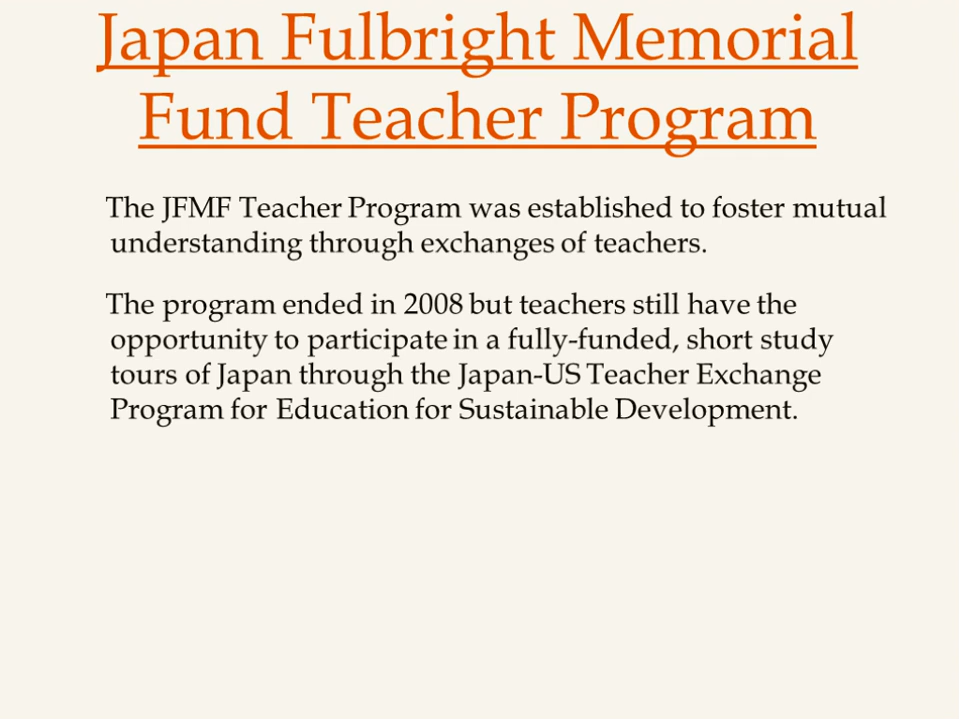 Japan Fulbright Memorial
Fund Teacher Program
The JFMF Teacher Program was established to foster mutual
understanding through exchanges of teachers.
The program ended in 2008 but teachers still have the
opportunity to participate in a fully-funded, short study
tours of Japan through the Japan-US Teacher Exchange
Program for Education for Sustainable Development.